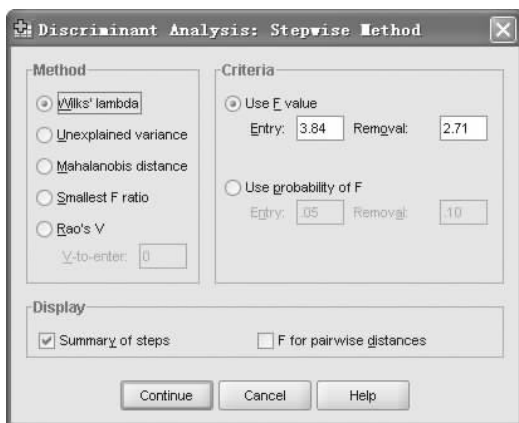 Discriminant Analysis: Stepwise Method
Method
Wilks' lambda
Unexplained variance
Mahalanobis distance
Smallest F ratio
Rao's V
V-to-enter: 0
Criteria
Use F value
Entry: 3.84 Removal: 2.71
Use probability of F
Entry: .05 Removal: .10
Display
Summary of steps
F for pairwise distances
Continue Cancel Help